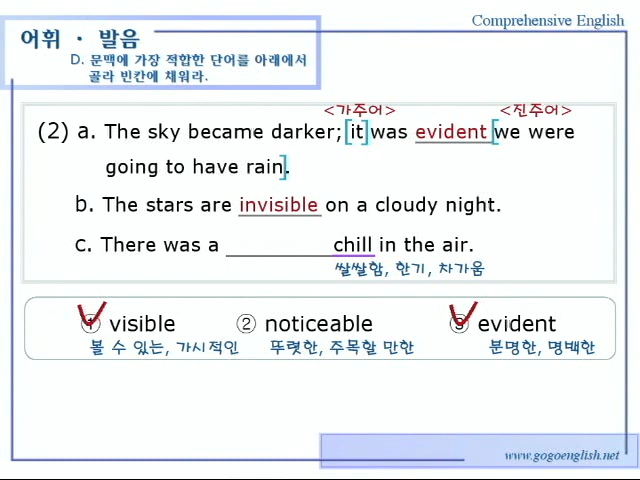 Comprehensive English
어휘 · 발음
D. 문맥에 가장 적합한 단어를 아래에서
골라 빈칸에 채워라.
<가주어> <진주어>
(2) a. The sky became darker; [it] was evident [we were
going to have rain].
b. The stars are invisible on a cloudy night.
c. There was a ____________ chill in the air.
쌀쌀함, 한기, 차가움
① visible ② noticeable ③ evident
볼 수 있는, 가시적인 뚜렷한, 주목할 만한 분명한, 명백한
www.gogoenglish.net